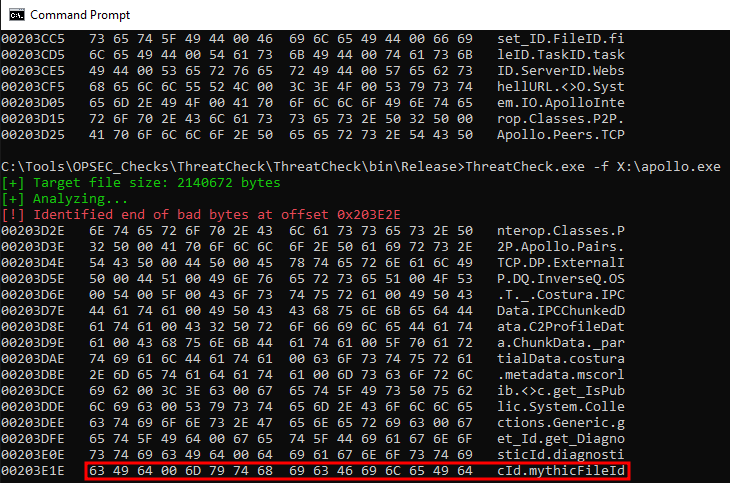 Command Prompt
00203CC5 73 65 74 5F 49 44 00 46 69 6C 65 49 44 00 66 69 set_ID.FileID.fi
00203CD5 6C 65 49 44 00 54 61 73 6B 49 44 00 74 61 73 6B leID.TaskID.task
00203CE5 49 44 00 53 65 72 76 65 72 49 44 00 57 65 62 73 ID.ServerID.Webs
00203CF5 68 65 6C 6C 55 52 4C 00 3C 3E 4F 00 53 79 73 74 hellURL.<>O.Syst
00203D05 65 6D 2E 49 4F 00 41 70 6F 6C 6C 6F 49 6E 74 65 em.IO.ApolloInte
00203D15 72 6F 70 2E 43 6C 61 73 73 65 73 2E 50 32 50 00 rop.Classes.P2P.
00203D25 41 70 6F 6C 6C 6F 2E 50 65 65 72 73 2E 54 43 50 Apollo.Peers.TCP
C:\Tools\OPSEC_Checks\ThreatCheck\ThreatCheck\bin\Release>ThreatCheck.exe -f X:\apollo.exe
[+] Target file size: 2140672 bytes
[+] Analyzing...
[!] Identified end of bad bytes at offset 0x203E2E
00203D2E 6E 74 65 72 6F 70 2E 43 6C 61 73 73 65 73 2E 50 nterop.Classes.P
00203D3E 32 50 00 41 70 6F 6C 6C 6F 2E 50 61 69 72 73 2E 2P.Apollo.Pairs.
00203D4E 54 43 50 00 44 50 00 45 78 74 65 72 6E 61 6C 49 TCP.DP.ExternalI
00203D5E 50 00 44 51 00 49 6E 76 65 72 73 65 51 00 4F 53 P.DQ.InverseQ.OS
00203D6E 00 54 00 5F 00 43 6F 73 74 75 72 61 00 49 50 43 .T._.Costura.IPC
00203D7E 44 61 74 61 00 49 50 43 43 68 75 6E 6B 65 64 44 Data.IPCChunkedD
00203D8E 61 74 61 00 43 32 50 72 6F 66 69 6C 65 44 61 74 ata.C2ProfileDat
00203D9E 61 00 43 68 75 6E 6B 44 61 74 61 00 5F 70 61 72 a.ChunkData._par
00203DAE 74 69 61 6C 44 61 74 61 00 63 6F 73 74 75 72 61 tialData.costura
00203DBE 2E 6D 65 74 61 64 61 74 61 00 6D 73 63 6F 72 6C .metadata.mscorl
00203DCE 69 62 00 3C 3E 63 00 67 65 74 5F 49 73 50 75 62 ib.<>c.get_IsPub
00203DDE 6C 69 63 00 53 79 73 74 65 6D 2E 43 6F 6C 6C 65 lic.System.Colle
00203DEE 63 74 69 6F 6E 73 2E 47 65 6E 65 72 69 63 00 67 ctions.Generic.g
00203DFE 65 74 5F 49 64 00 67 65 74 5F 44 69 61 67 6E 6F et_Id.get_Diagno
00203E0E 73 74 69 63 49 64 00 64 69 61 67 6E 6F 73 74 69 sticId.diagnosti
00203E1E 63 49 64 00 6D 79 74 68 69 63 46 69 6C 65 49 64 cId.mythicFileId